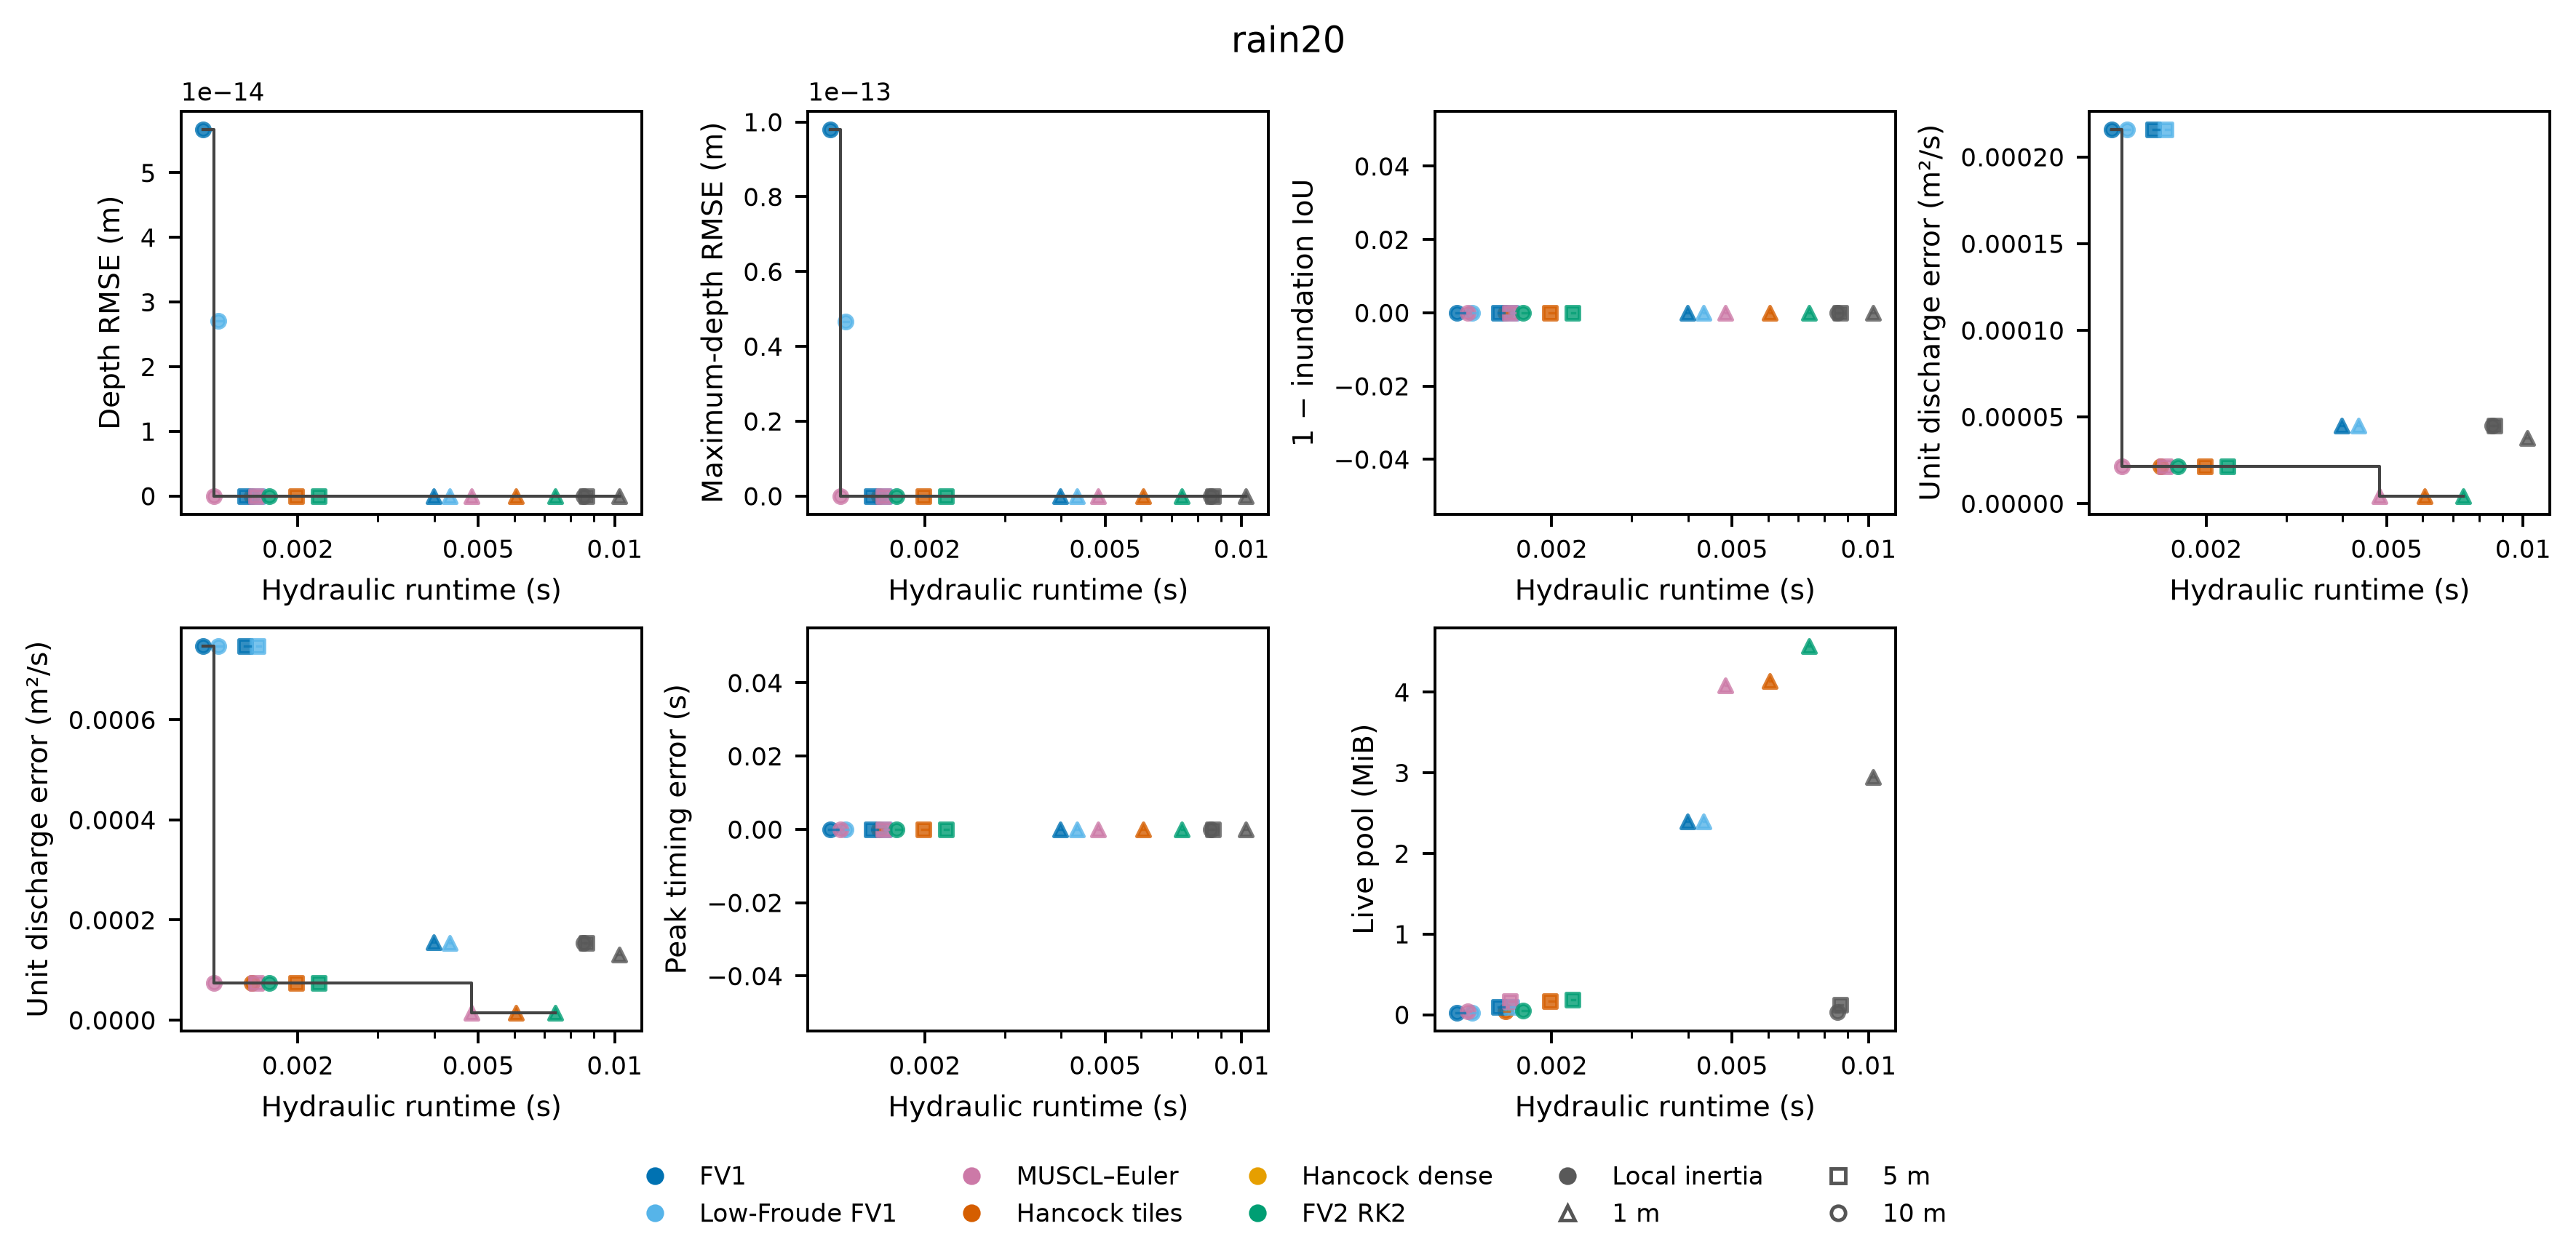 rain20
1e−14
5
4
3
2
1
0
Depth RMSE (m)
0.002
0.005
0.01
Hydraulic runtime (s)
1e−13
1.0
0.8
0.6
0.4
0.2
0.0
Maximum-depth RMSE (m)
0.002
0.005
0.01
Hydraulic runtime (s)
0.04
0.02
0.00
−0.02
−0.04
1 − inundation IoU
0.002
0.005
0.01
Hydraulic runtime (s)
0.00020
0.00015
0.00010
0.00005
0.00000
Unit discharge error (m²/s)
0.002
0.005
0.01
Hydraulic runtime (s)
0.0006
0.0004
0.0002
0.0000
Unit discharge error (m²/s)
0.002
0.005
0.01
Hydraulic runtime (s)
0.04
0.02
0.00
−0.02
−0.04
Peak timing error (s)
0.002
0.005
0.01
Hydraulic runtime (s)
4
3
2
1
0
Live pool (MiB)
0.002
0.005
0.01
Hydraulic runtime (s)
FV1
Low-Froude FV1
MUSCL–Euler
Hancock tiles
Hancock dense
FV2 RK2
Local inertia
1 m
5 m
10 m